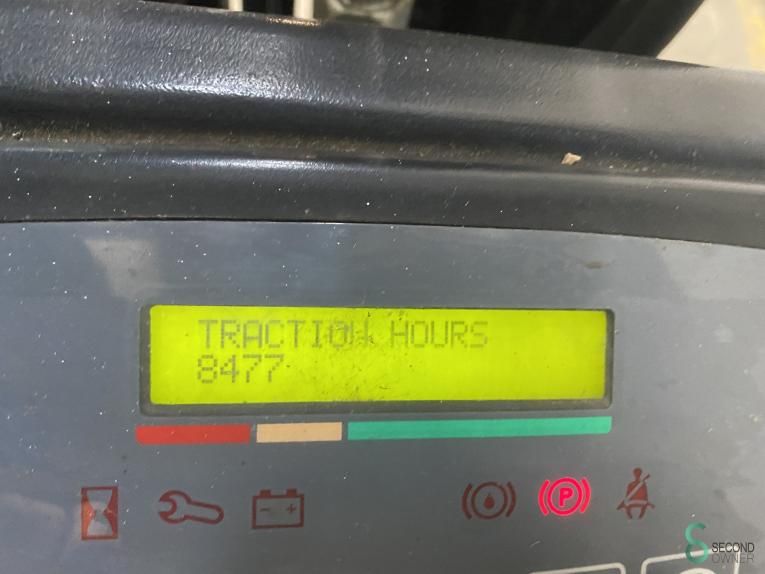 TRACTION HOURS
8477
P
SECOND
OWNER